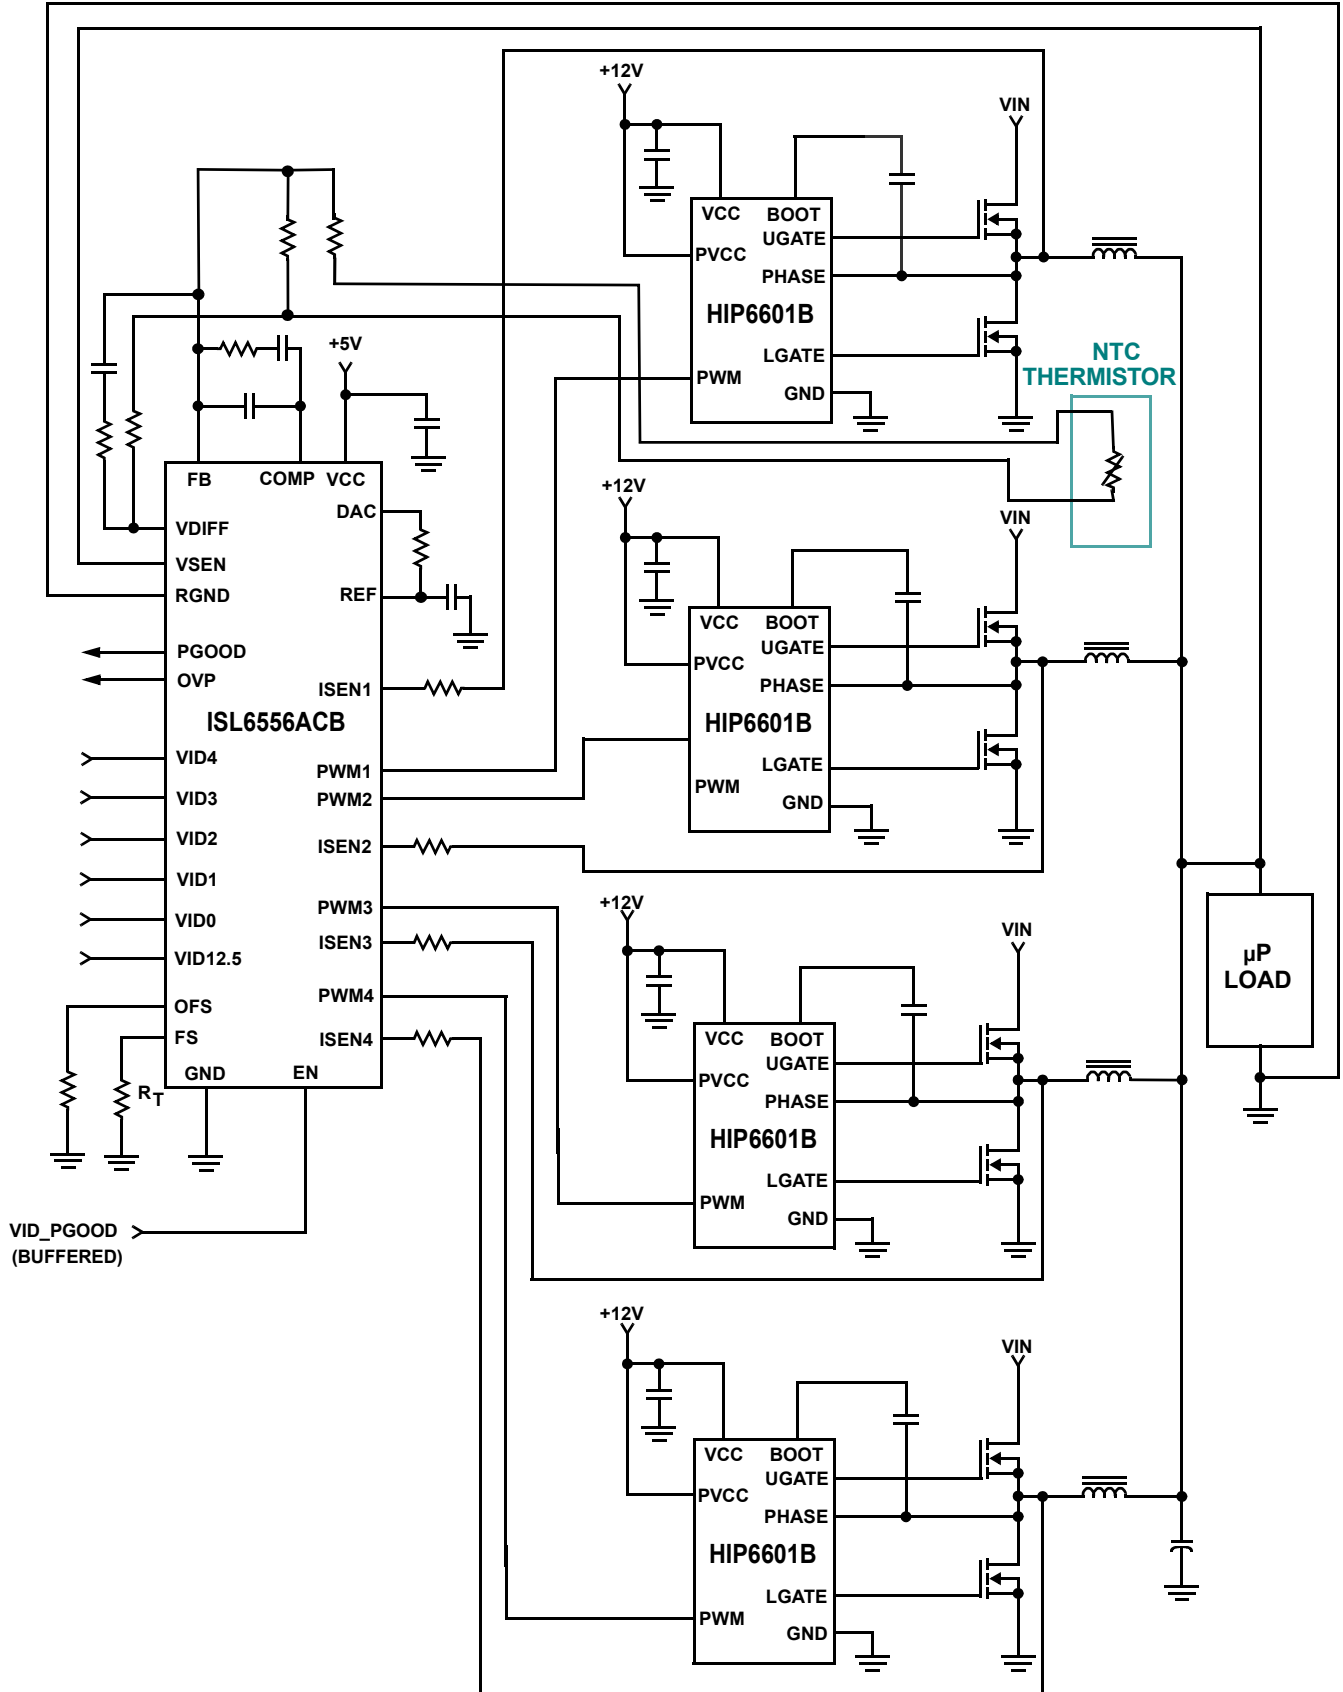 +12V
VIN
VCC
BOOT
UGATE
PVCC
PHASE
HIP6601B
LGATE
PWM
GND
NTC
THERMISTOR
+5V
FB
COMP
VCC
DAC
VDIFF
VSEN
RGND
REF
PGOOD
OVP
ISEN1
ISL6556ACB
VID4
PWM1
VID3
PWM2
VID2
ISEN2
VID1
PWM3
VID0
ISEN3
VID12.5
PWM4
OFS
FS
ISEN4
GND
EN
RT
VID_PGOOD
(BUFFERED)
+12V
VIN
VCC
BOOT
UGATE
PVCC
PHASE
HIP6601B
LGATE
PWM
GND
+12V
VIN
VCC
BOOT
UGATE
PVCC
PHASE
HIP6601B
LGATE
PWM
GND
µP
LOAD
+12V
VIN
VCC
BOOT
UGATE
PVCC
PHASE
HIP6601B
LGATE
PWM
GND